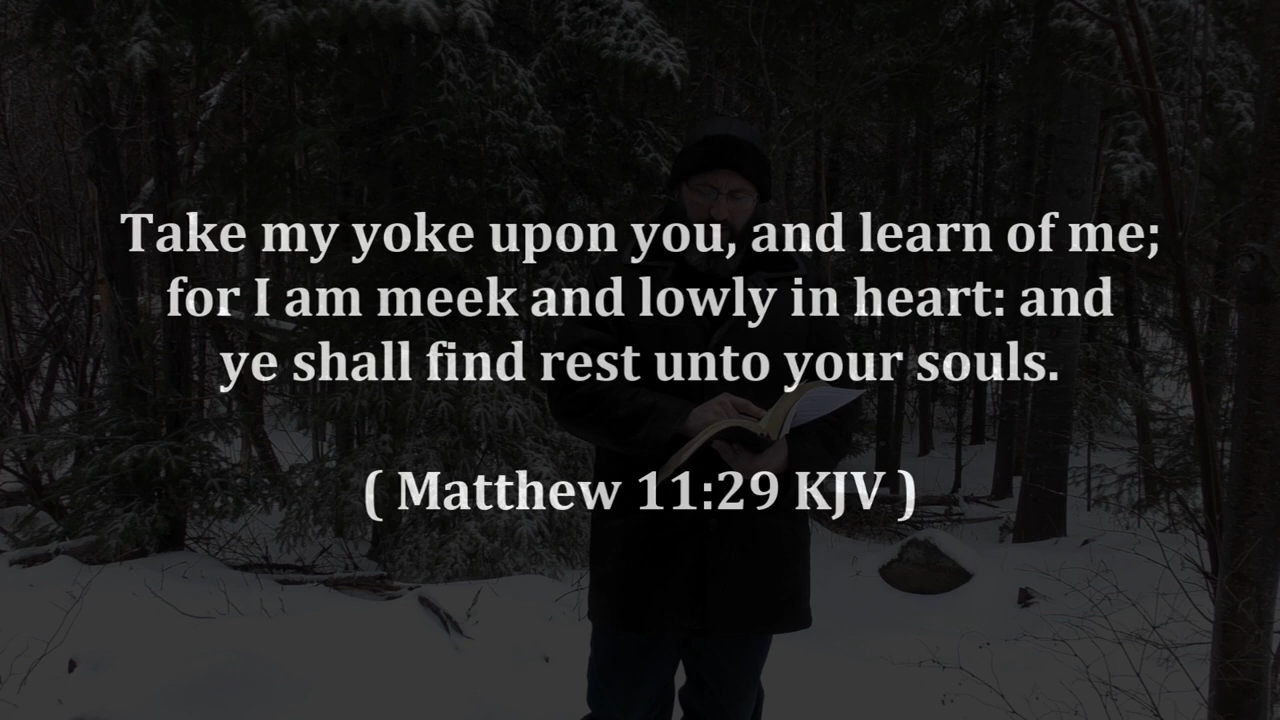 Take my yoke upon you, and learn of me;
for I am meek and lowly in heart: and
ye shall find rest unto your souls.
( Matthew 11:29 KJV )